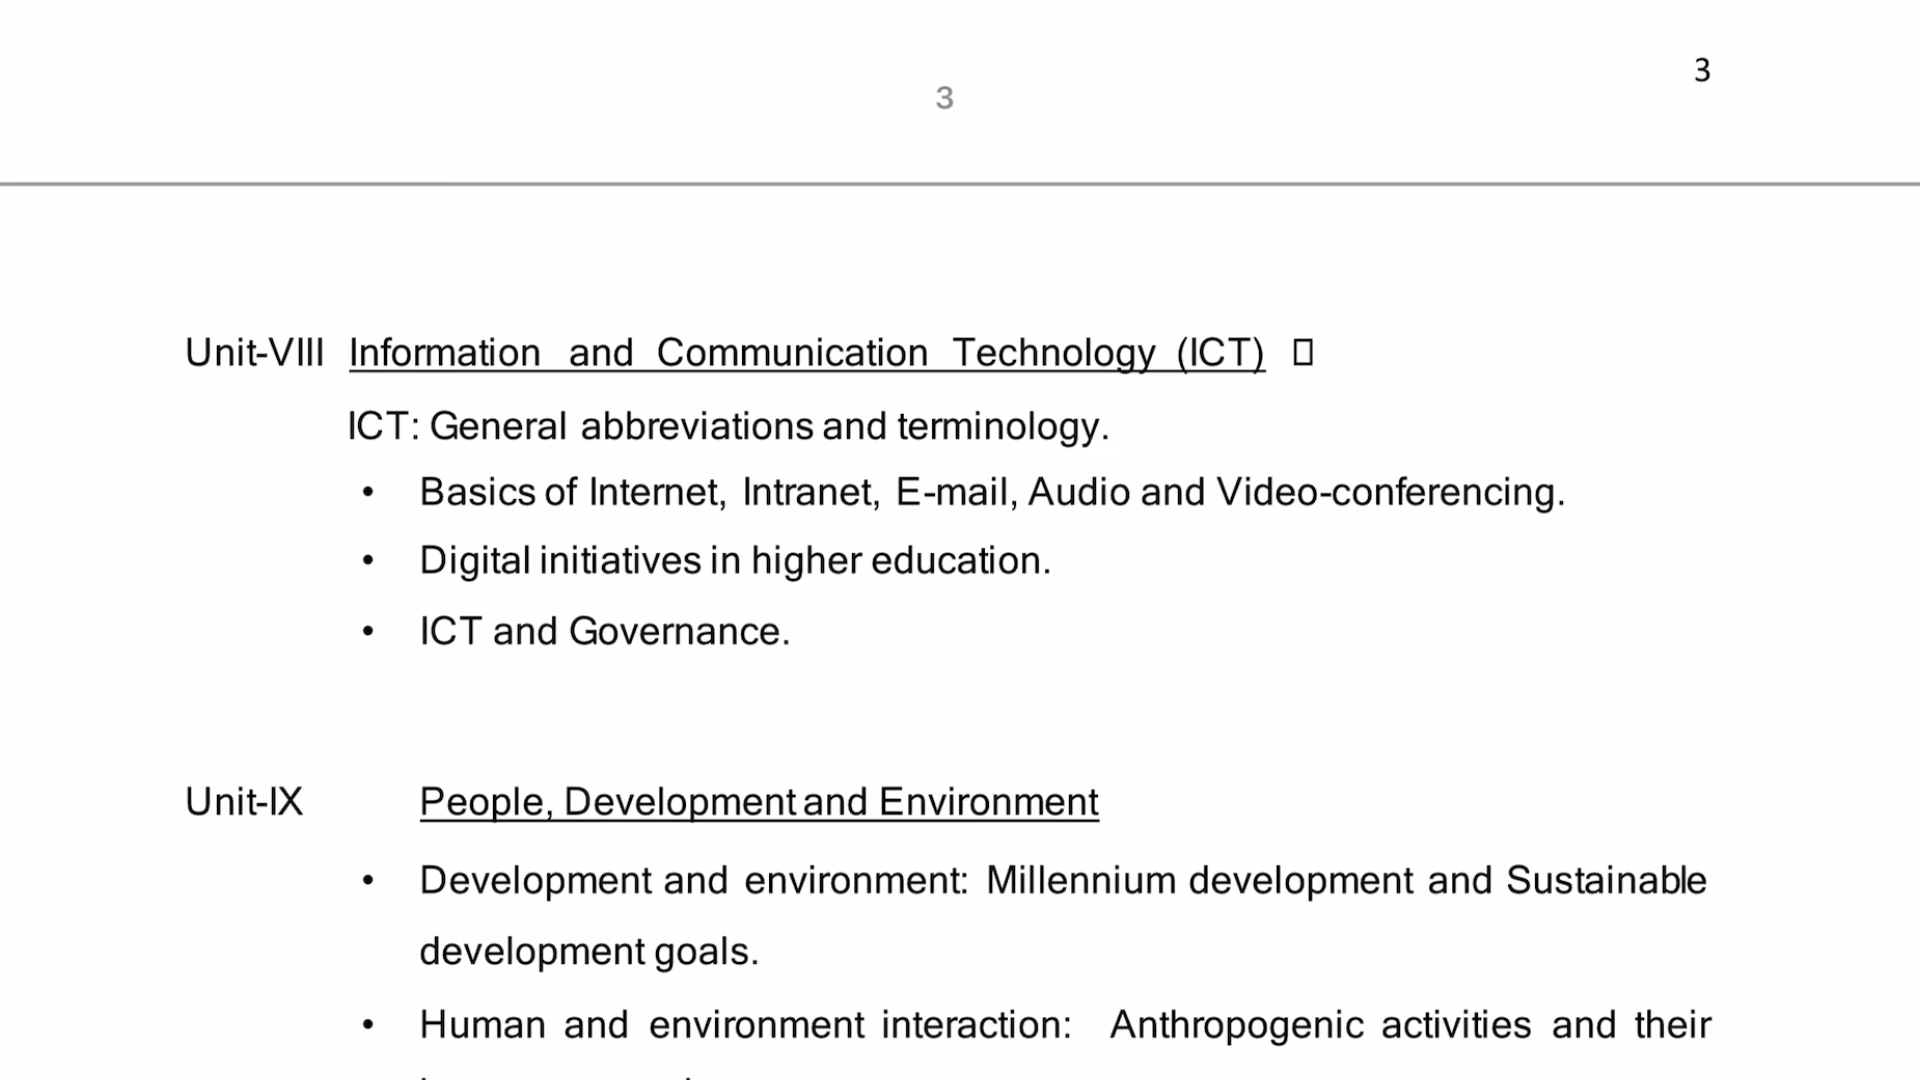 3
3
Unit-VIII Information and Communication Technology (ICT) 
ICT: General abbreviations and terminology.
• Basics of Internet, Intranet, E-mail, Audio and Video-conferencing.
• Digital initiatives in higher education.
• ICT and Governance.
Unit-IX People, Development and Environment
• Development and environment: Millennium development and Sustainable
development goals.
• Human and environment interaction: Anthropogenic activities and their